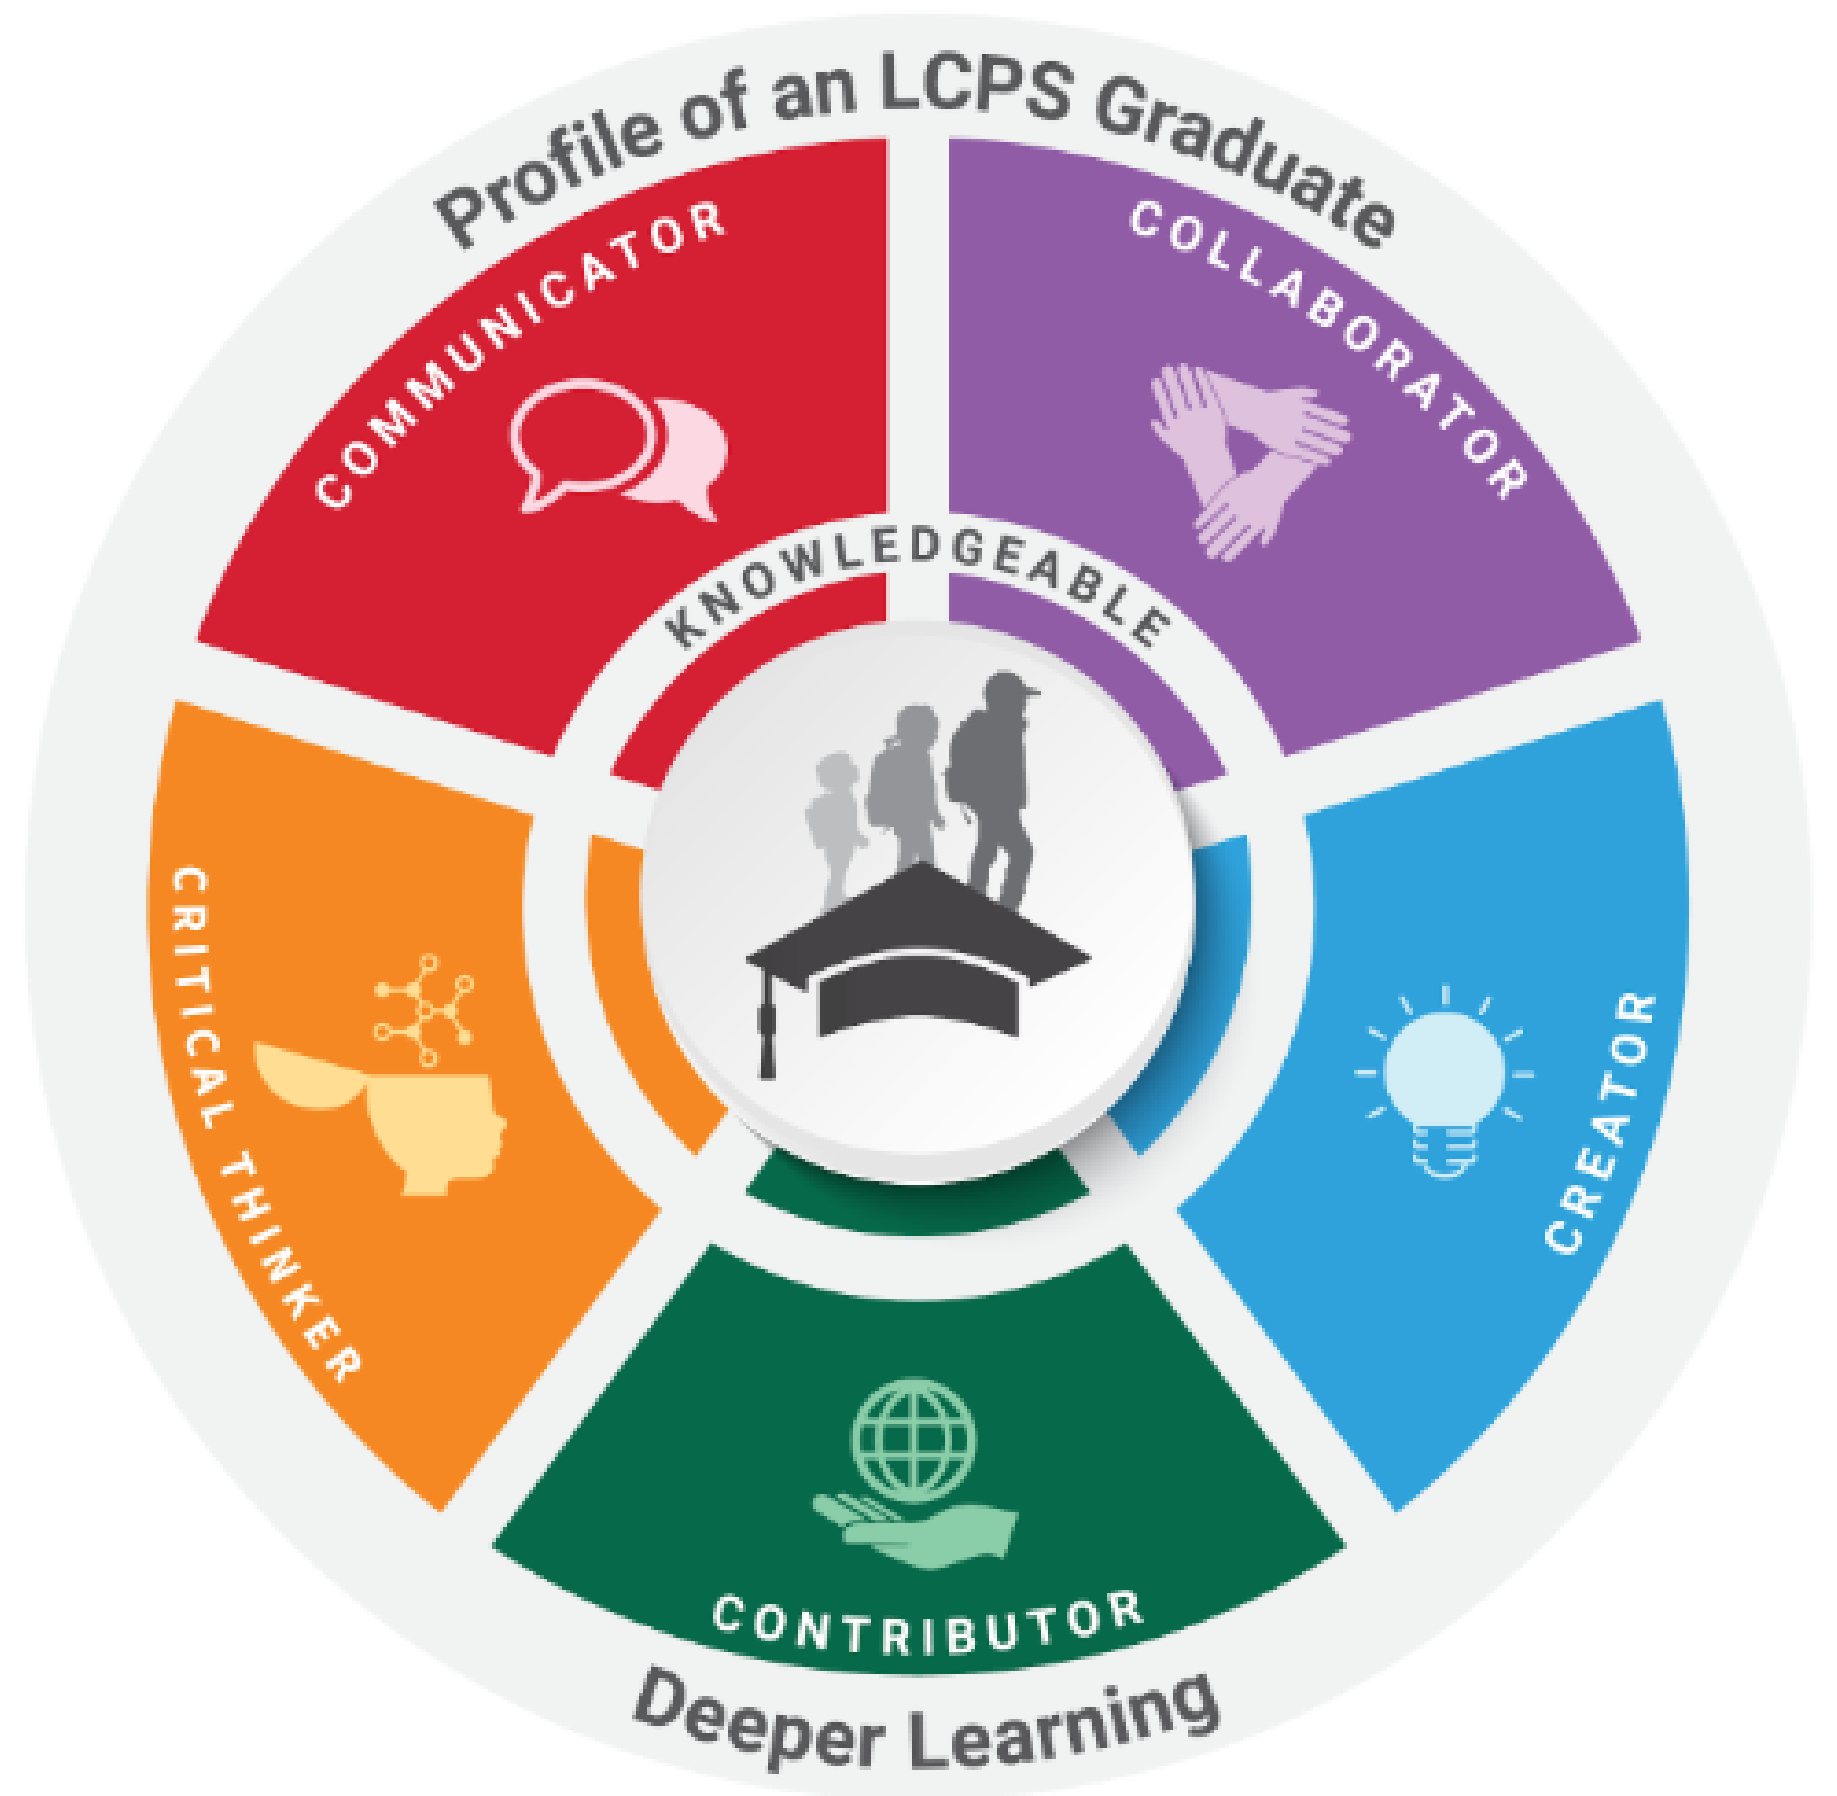 Profile of an LCPS Graduate
COMMUNICATOR
COLLABORATOR
KNOWLEDGEABLE
CRITICAL THINKER
CREATOR
CONTRIBUTOR
Deeper Learning